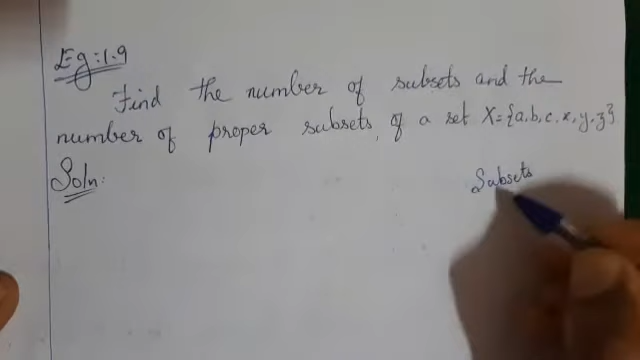 Eg:1.9
Find the number of subsets and the
number of proper subsets of a set X={a,b,c,x,y,z}
Soln:
Subsets